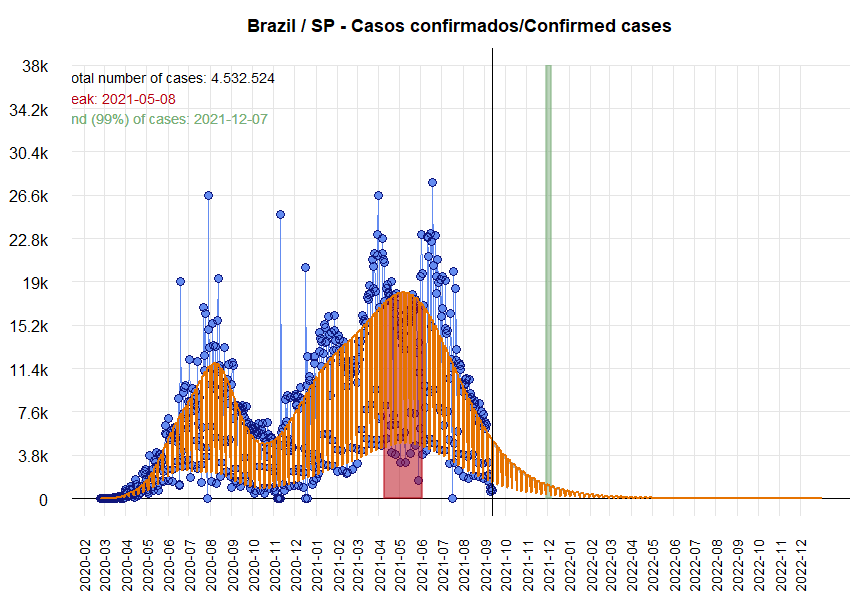 Brazil / SP - Casos confirmados/Confirmed cases
38k
34.2k
30.4k
26.6k
22.8k
19k
15.2k
11.4k
7.6k
3.8k
0
otal number of cases: 4.532.524
eak: 2021-05-08
nd (99%) of cases: 2021-12-07
2020-02
2020-03
2020-04
2020-05
2020-06
2020-07
2020-08
2020-09
2020-10
2020-11
2020-12
2021-01
2021-02
2021-03
2021-04
2021-05
2021-06
2021-07
2021-08
2021-09
2021-10
2021-11
2021-12
2022-01
2022-02
2022-03
2022-04
2022-05
2022-06
2022-07
2022-08
2022-09
2022-10
2022-11
2022-12